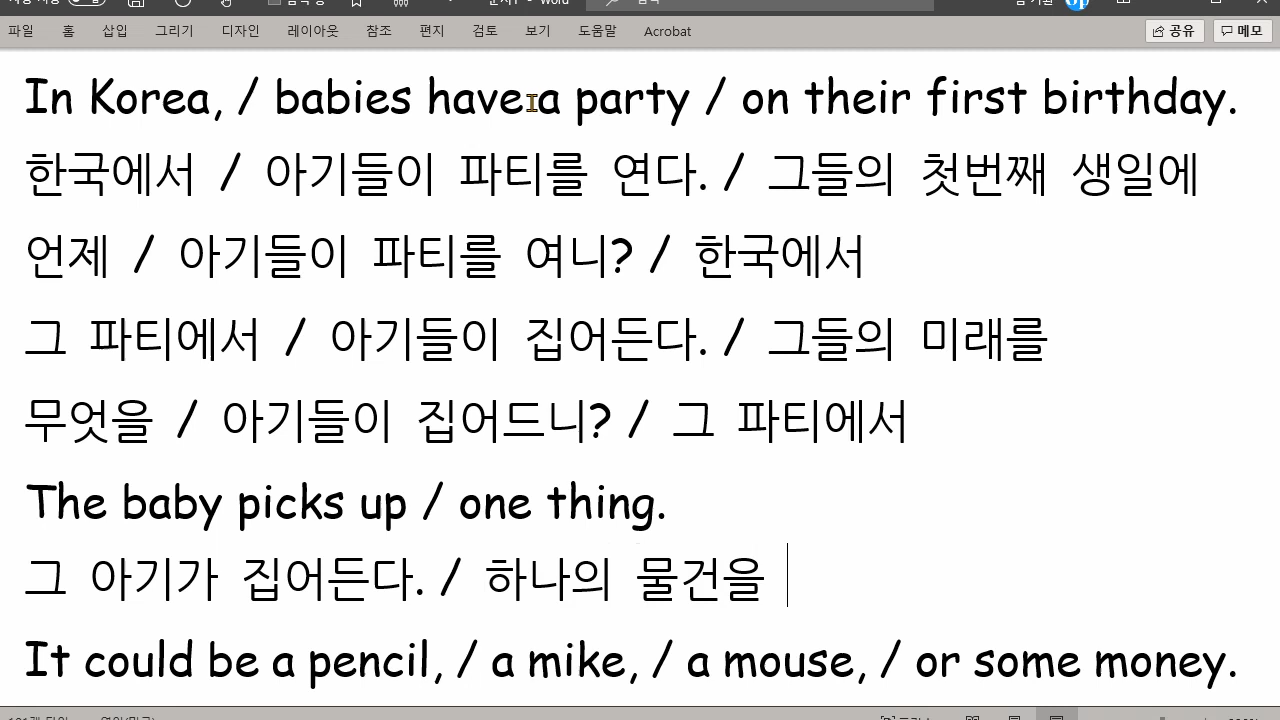 Word
파일 홈 삽입 그리기 디자인 레이아웃 참조 편지 검토 보기 도움말 Acrobat 공유 메모
In Korea, / babies have a party / on their first birthday.
한국에서 / 아기들이 파티를 연다. / 그들의 첫번째 생일에
언제 / 아기들이 파티를 여니? / 한국에서
그 파티에서 / 아기들이 집어든다. / 그들의 미래를
무엇을 / 아기들이 집어드니? / 그 파티에서
The baby picks up / one thing.
그 아기가 집어든다. / 하나의 물건을
It could be a pencil, / a mike, / a mouse, / or some money.